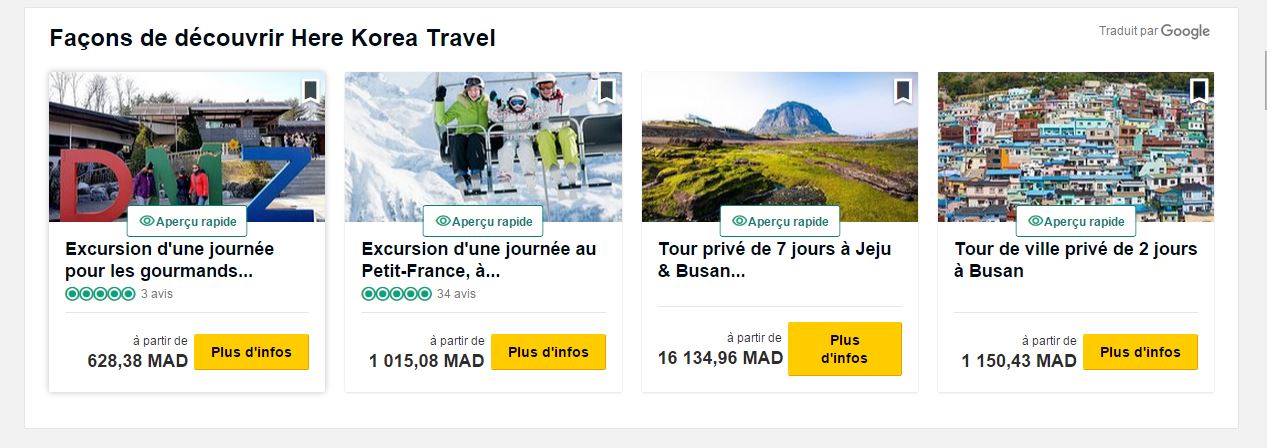 Façons de découvrir Here Korea Travel
Traduit par Google
DMZ
Aperçu rapide
Excursion d'une journée
pour les gourmands...
3 avis
à partir de
628,38 MAD
Plus d'infos
Aperçu rapide
Excursion d'une journée au
Petit-France, à...
34 avis
à partir de
1 015,08 MAD
Plus d'infos
Aperçu rapide
Tour privé de 7 jours à Jeju
& Busan...
à partir de
16 134,96 MAD
Plus
d'infos
Aperçu rapide
Tour de ville privé de 2 jours
à Busan
à partir de
1 150,43 MAD
Plus d'infos